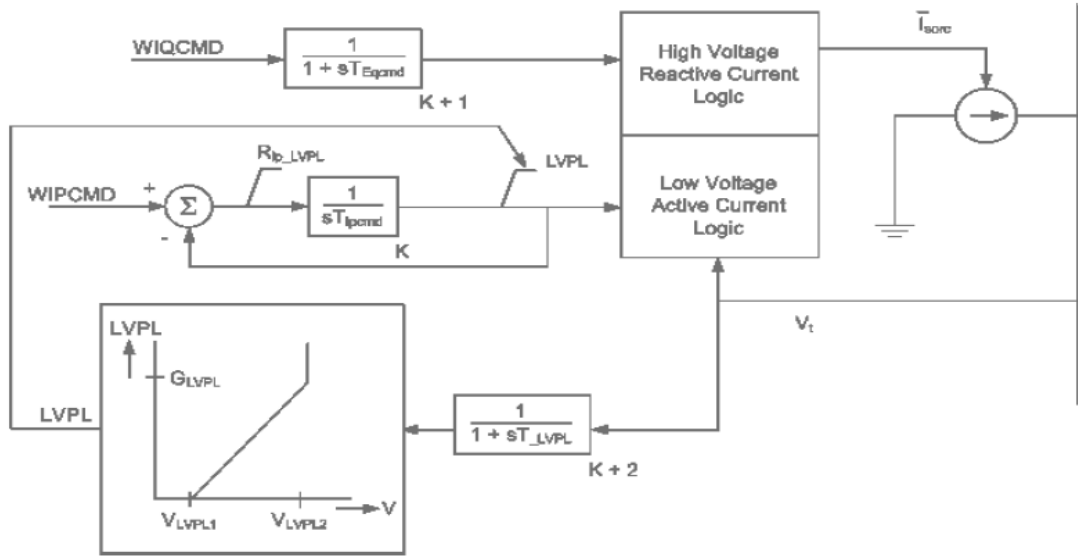 WIQCMD
1
1 + sT_Eqcmd
K + 1
High Voltage
Reactive Current
Logic
I_sorc
R_Ip_LVPL
LVPL
WIPCMD
+
Σ
-
1
sT_Ipcmd
K
Low Voltage
Active Current
Logic
V_t
LVPL
G_LVPL
LVPL
V_LVPL1
V_LVPL2
V
1
1 + sT_LVPL
K + 2